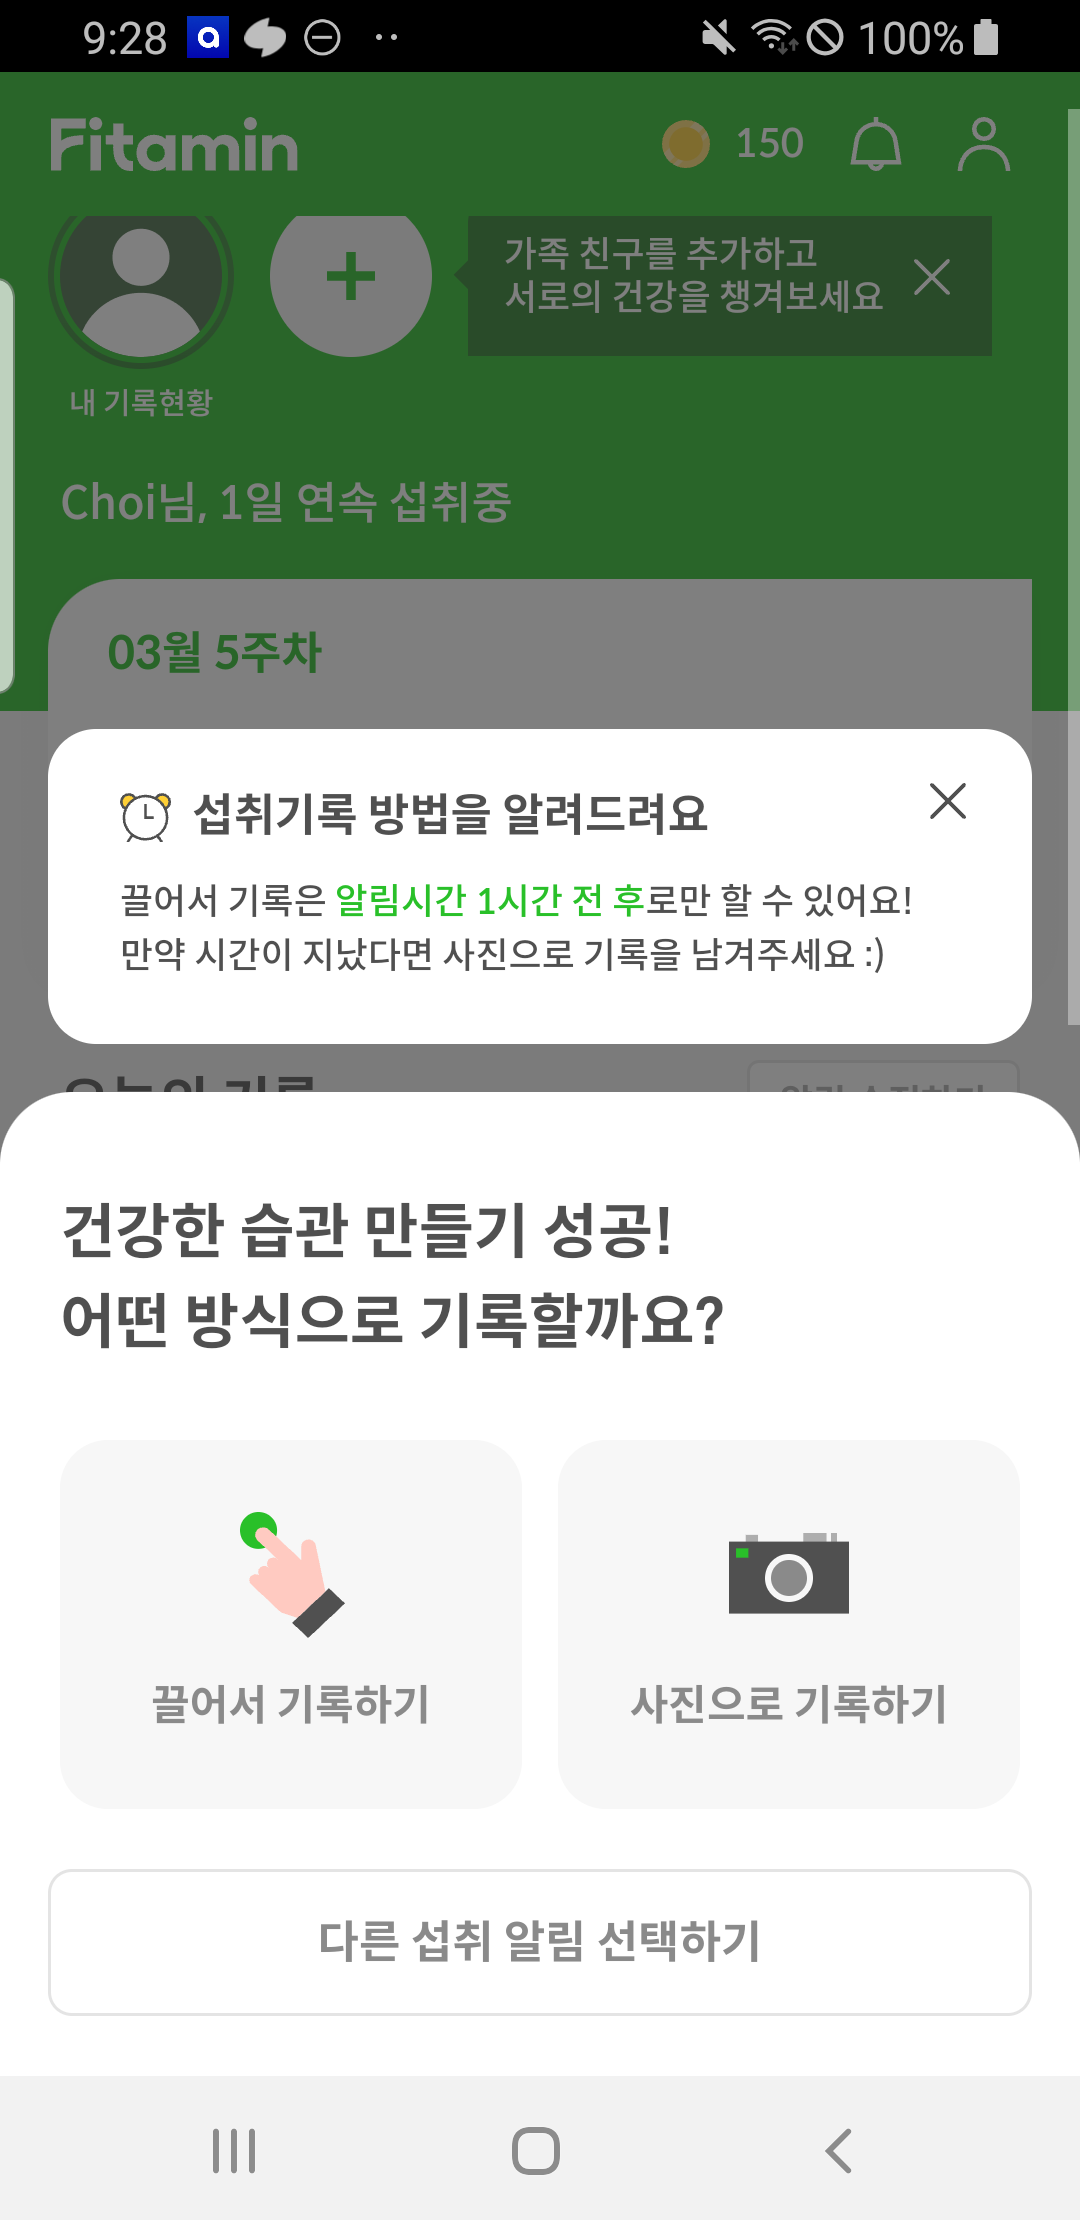 9:28
100%
Fitamin
150
가족 친구를 추가하고
서로의 건강을 챙겨보세요
내 기록현황
Choi님, 1일 연속 섭취중
03월 5주차
섭취기록 방법을 알려드려요
끌어서 기록은 알림시간 1시간 전 후로만 할 수 있어요!
만약 시간이 지났다면 사진으로 기록을 남겨주세요 :)
건강한 습관 만들기 성공!
어떤 방식으로 기록할까요?
끌어서 기록하기
사진으로 기록하기
다른 섭취 알림 선택하기